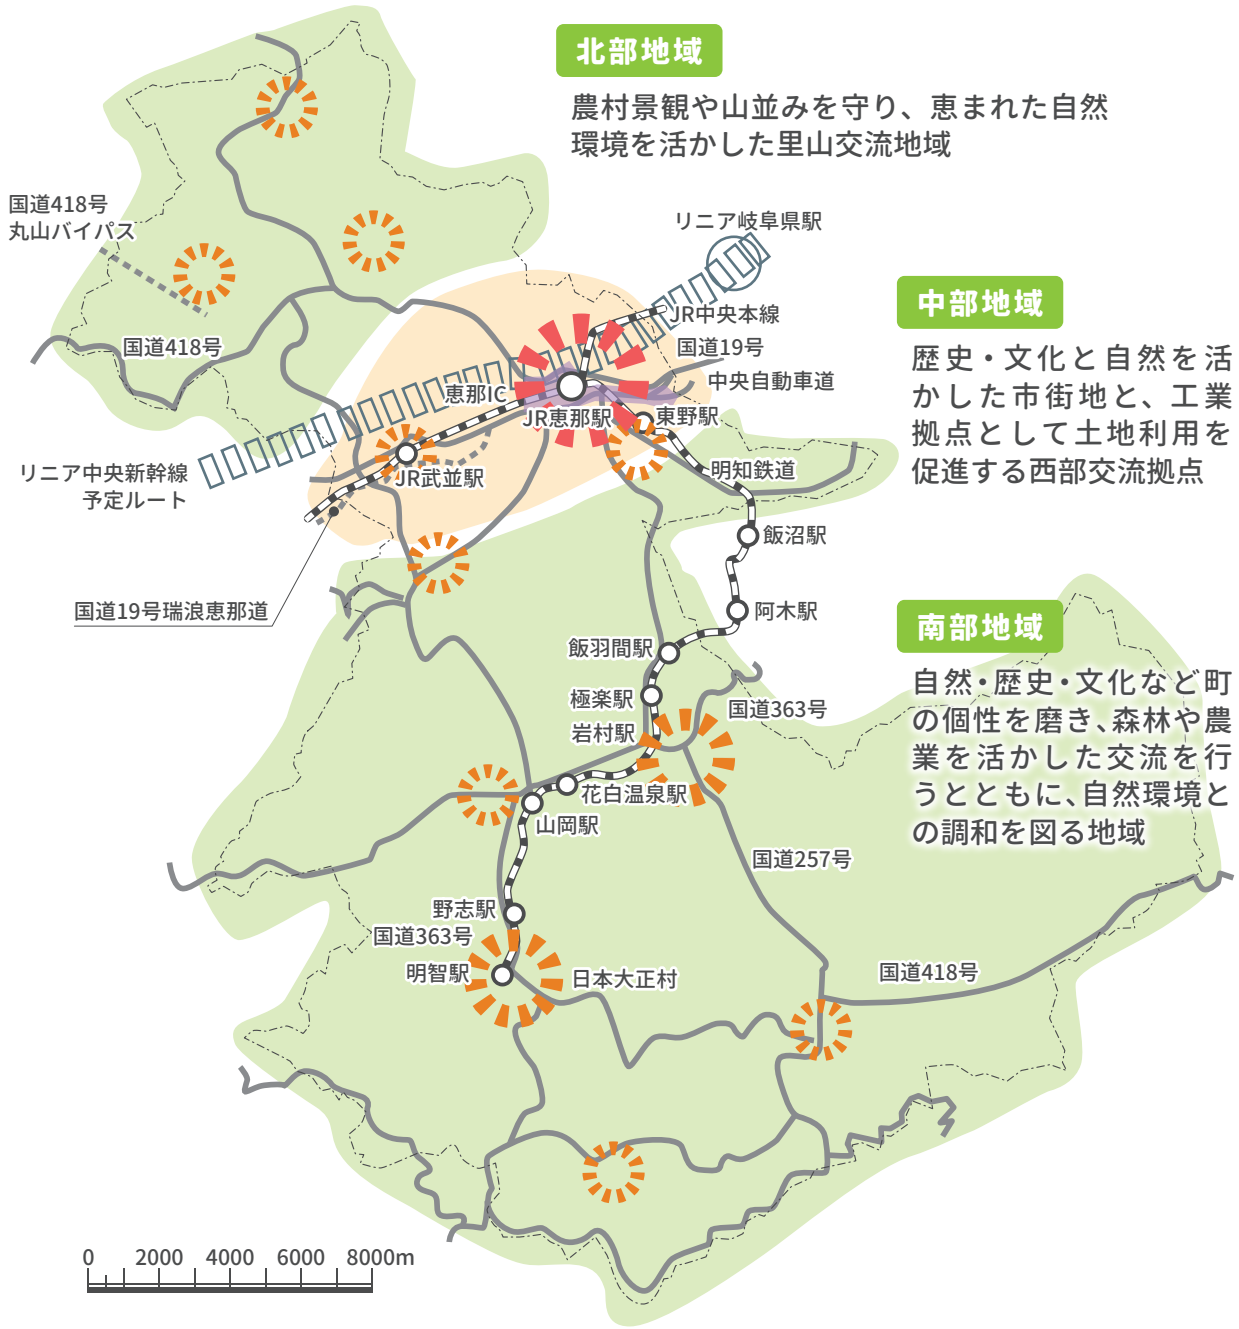 北部地域
農村景観や山並みを守り、恵まれた自然
環境を活かした里山交流地域
国道418号
丸山バイパス
リニア岐阜県駅
中部地域
歴史・文化と自然を活
かした市街地と、工業
拠点として土地利用を
促進する西部交流拠点
JR中央本線
国道19号
中央自動車道
国道418号
恵那IC
JR恵那駅
東野駅
リニア中央新幹線
予定ルート
JR武並駅
明知鉄道
飯沼駅
国道19号瑞浪恵那道
阿木駅
南部地域
自然・歴史・文化など町
の個性を磨き、森林や農
業を活かした交流を行
うとともに、自然環境と
の調和を図る地域
飯羽間駅
極楽駅
国道363号
岩村駅
花白温泉駅
山岡駅
国道257号
野志駅
国道363号
明智駅
日本大正村
国道418号
0 2000 4000 6000 8000m